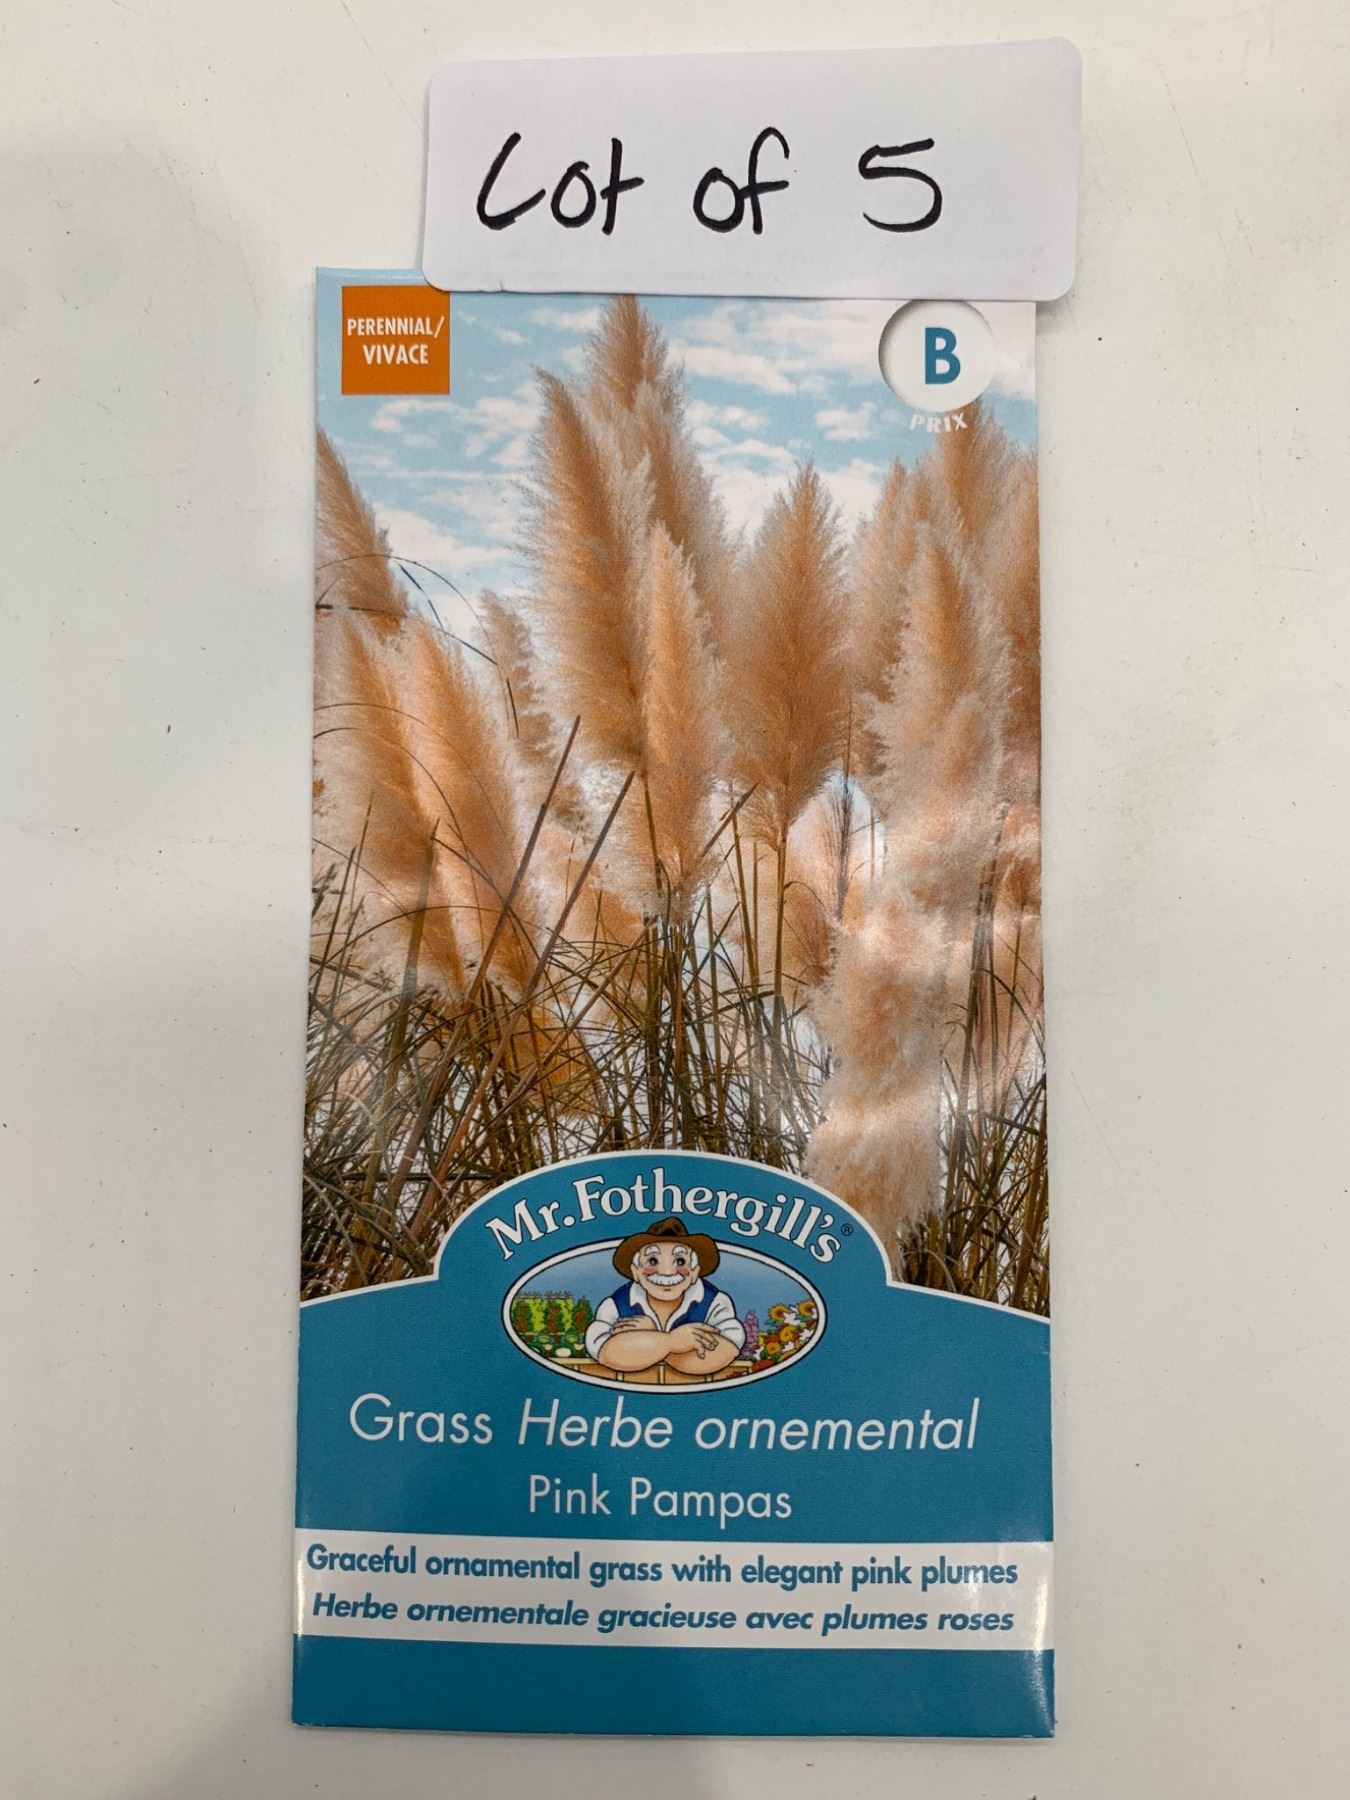 Lot of 5
PERENNIAL/
VIVACE
B
PRIX
Mr. Fothergill's®
Grass Herbe ornemental
Pink Pampas
Graceful ornamental grass with elegant pink plumes
Herbe ornementale gracieuse avec plumes roses